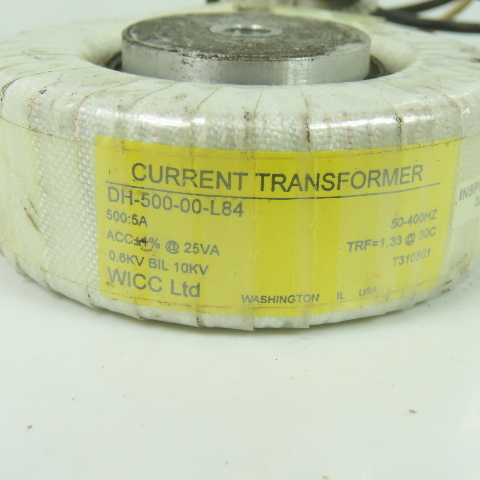 CURRENT TRANSFORMER
DH-500-00-L84
500:5A 50-400HZ
ACC±1% @ 25VA TRF=1.33 @ 30C
0.6KV BIL 10KV T310501
WICC Ltd WASHINGTON IL USA